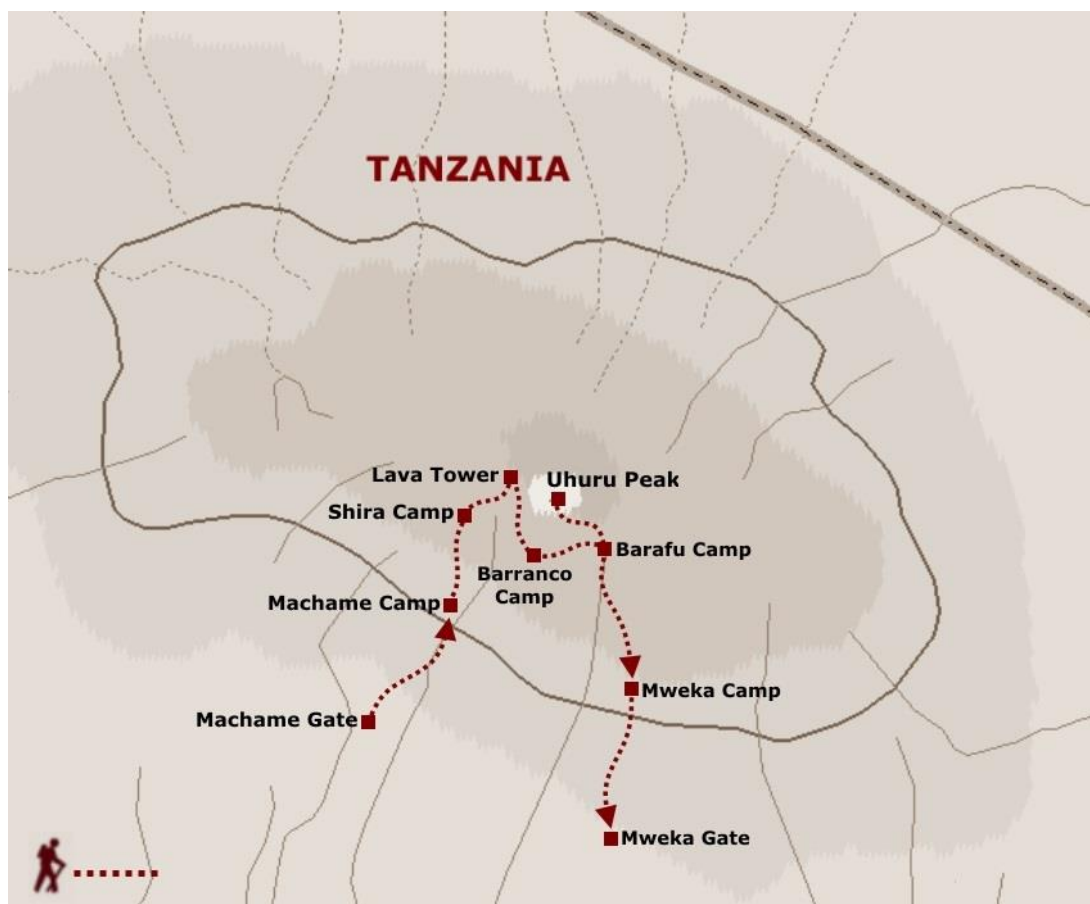 TANZANIA
Lava Tower
Uhuru Peak
Shira Camp
Barafu Camp
Barranco
Camp
Machame Camp
Mweka Camp
Machame Gate
Mweka Gate